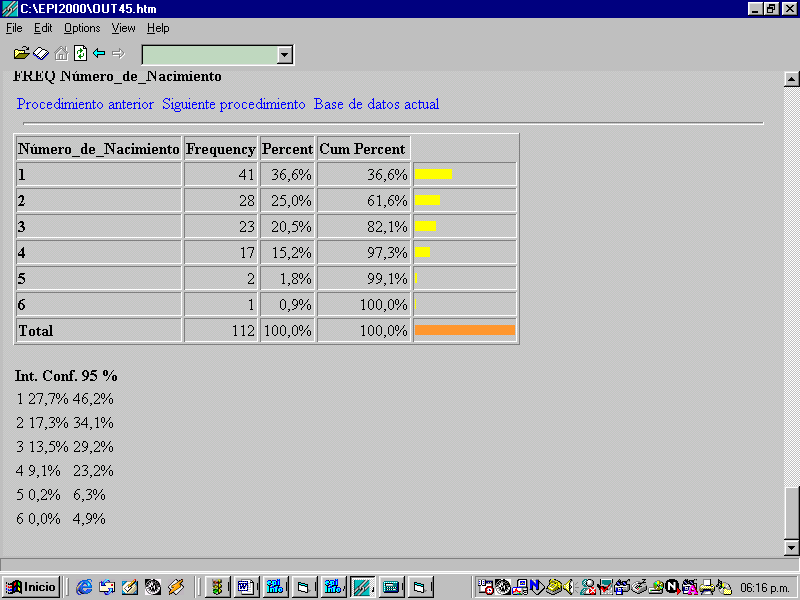 C:\EPI2000\OUT45.htm
File Edit Options View Help
FREQ Número_de_Nacimiento
Procedimiento anterior Siguiente procedimiento Base de datos actual
Número_de_Nacimiento Frequency Percent Cum Percent
1 41 36,6% 36,6%
2 28 25,0% 61,6%
3 23 20,5% 82,1%
4 17 15,2% 97,3%
5 2 1,8% 99,1%
6 1 0,9% 100,0%
Total 112 100,0% 100,0%
Int. Conf. 95 %
1 27,7% 46,2%
2 17,3% 34,1%
3 13,5% 29,2%
4 9,1% 23,2%
5 0,2% 6,3%
6 0,0% 4,9%
Inicio 06:16 p.m.